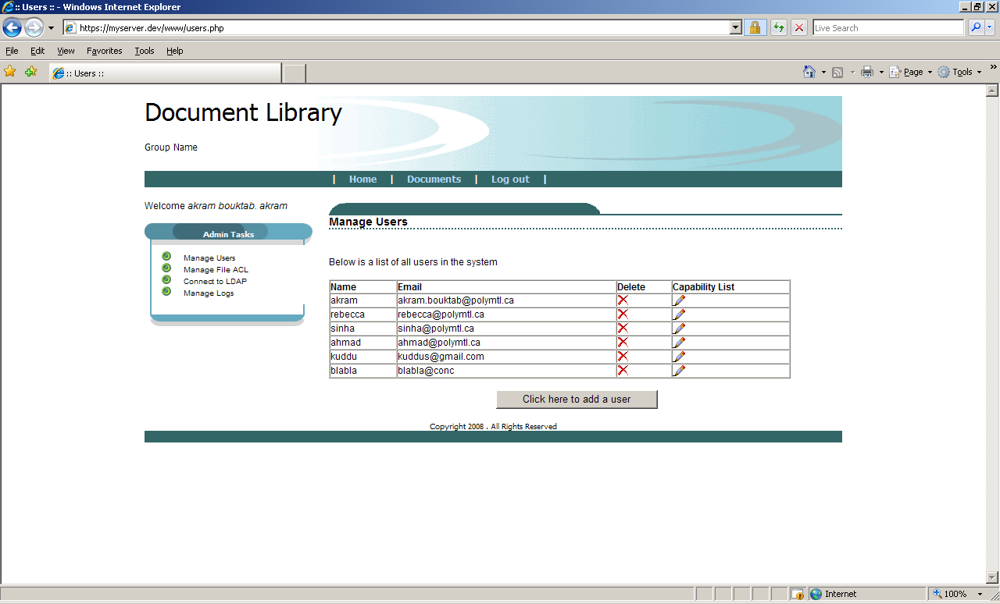 :: Users :: - Windows Internet Explorer
https://myserver.dev/www/users.php
Live Search
File Edit View Favorites Tools Help
:: Users ::
Page Tools »
Document Library
Group Name
| Home | Documents | Log out |
Welcome akram bouktab. akram
Admin Tasks
Manage Users
Manage File ACL
Connect to LDAP
Manage Logs
Manage Users
Below is a list of all users in the system
Name Email Delete Capability List
akram akram.bouktab@polymtl.ca
rebecca rebecca@polymtl.ca
sinha sinha@polymtl.ca
ahmad ahmad@polymtl.ca
kuddu kuddus@gmail.com
blabla blabla@conc
Click here to add a user
Copyright 2008 . All Rights Reserved
Internet 100%